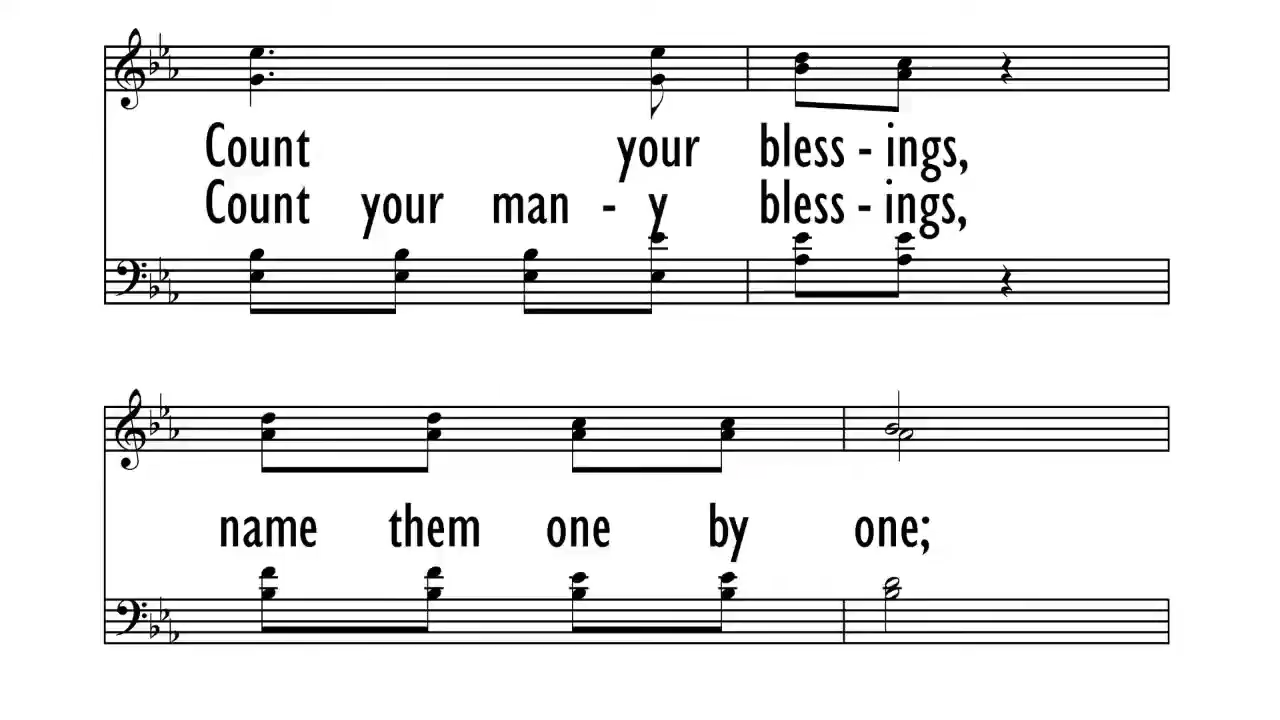 Count your bless - ings,
Count your man - y bless - ings,
name them one by one;